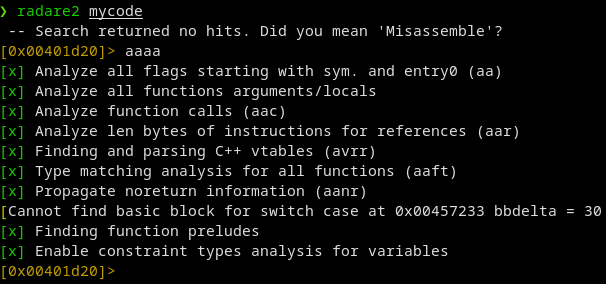 ❯ radare2 mycode
-- Search returned no hits. Did you mean 'Misassemble'?
[0x00401d20]> aaaa
[x] Analyze all flags starting with sym. and entry0 (aa)
[x] Analyze all functions arguments/locals
[x] Analyze function calls (aac)
[x] Analyze len bytes of instructions for references (aar)
[x] Finding and parsing C++ vtables (avrr)
[x] Type matching analysis for all functions (aaft)
[x] Propagate noreturn information (aanr)
[Cannot find basic block for switch case at 0x00457233 bbdelta = 30
[x] Finding function preludes
[x] Enable constraint types analysis for variables
[0x00401d20]>